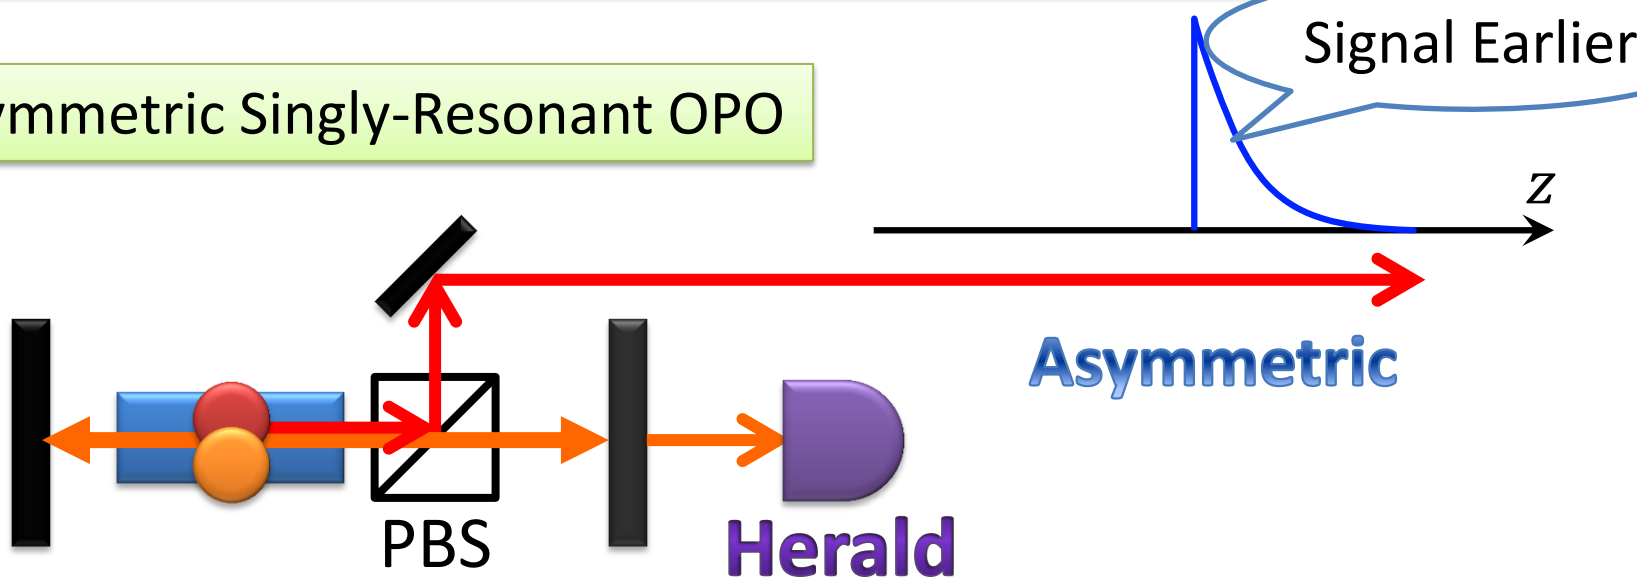 Signal Earlier
ymmetric Singly-Resonant OPO
z
Asymmetric
PBS
Herald